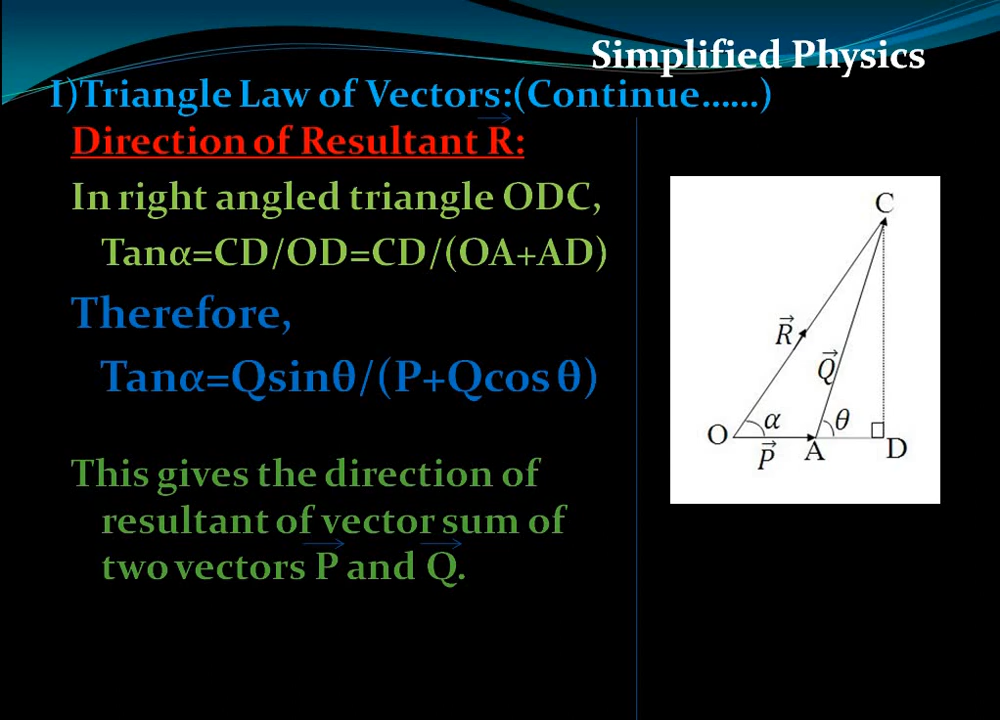 Simplified Physics
I)Triangle Law of Vectors:(Continue......)
Direction of Resultant R:
In right angled triangle ODC,
Tanα=CD/OD=CD/(OA+AD)
Therefore,
Tanα=Qsinθ/(P+Qcos θ)
This gives the direction of
resultant of vector sum of
two vectors P and Q.
C
R⃗
Q⃗
O
α
θ
P⃗
A
D